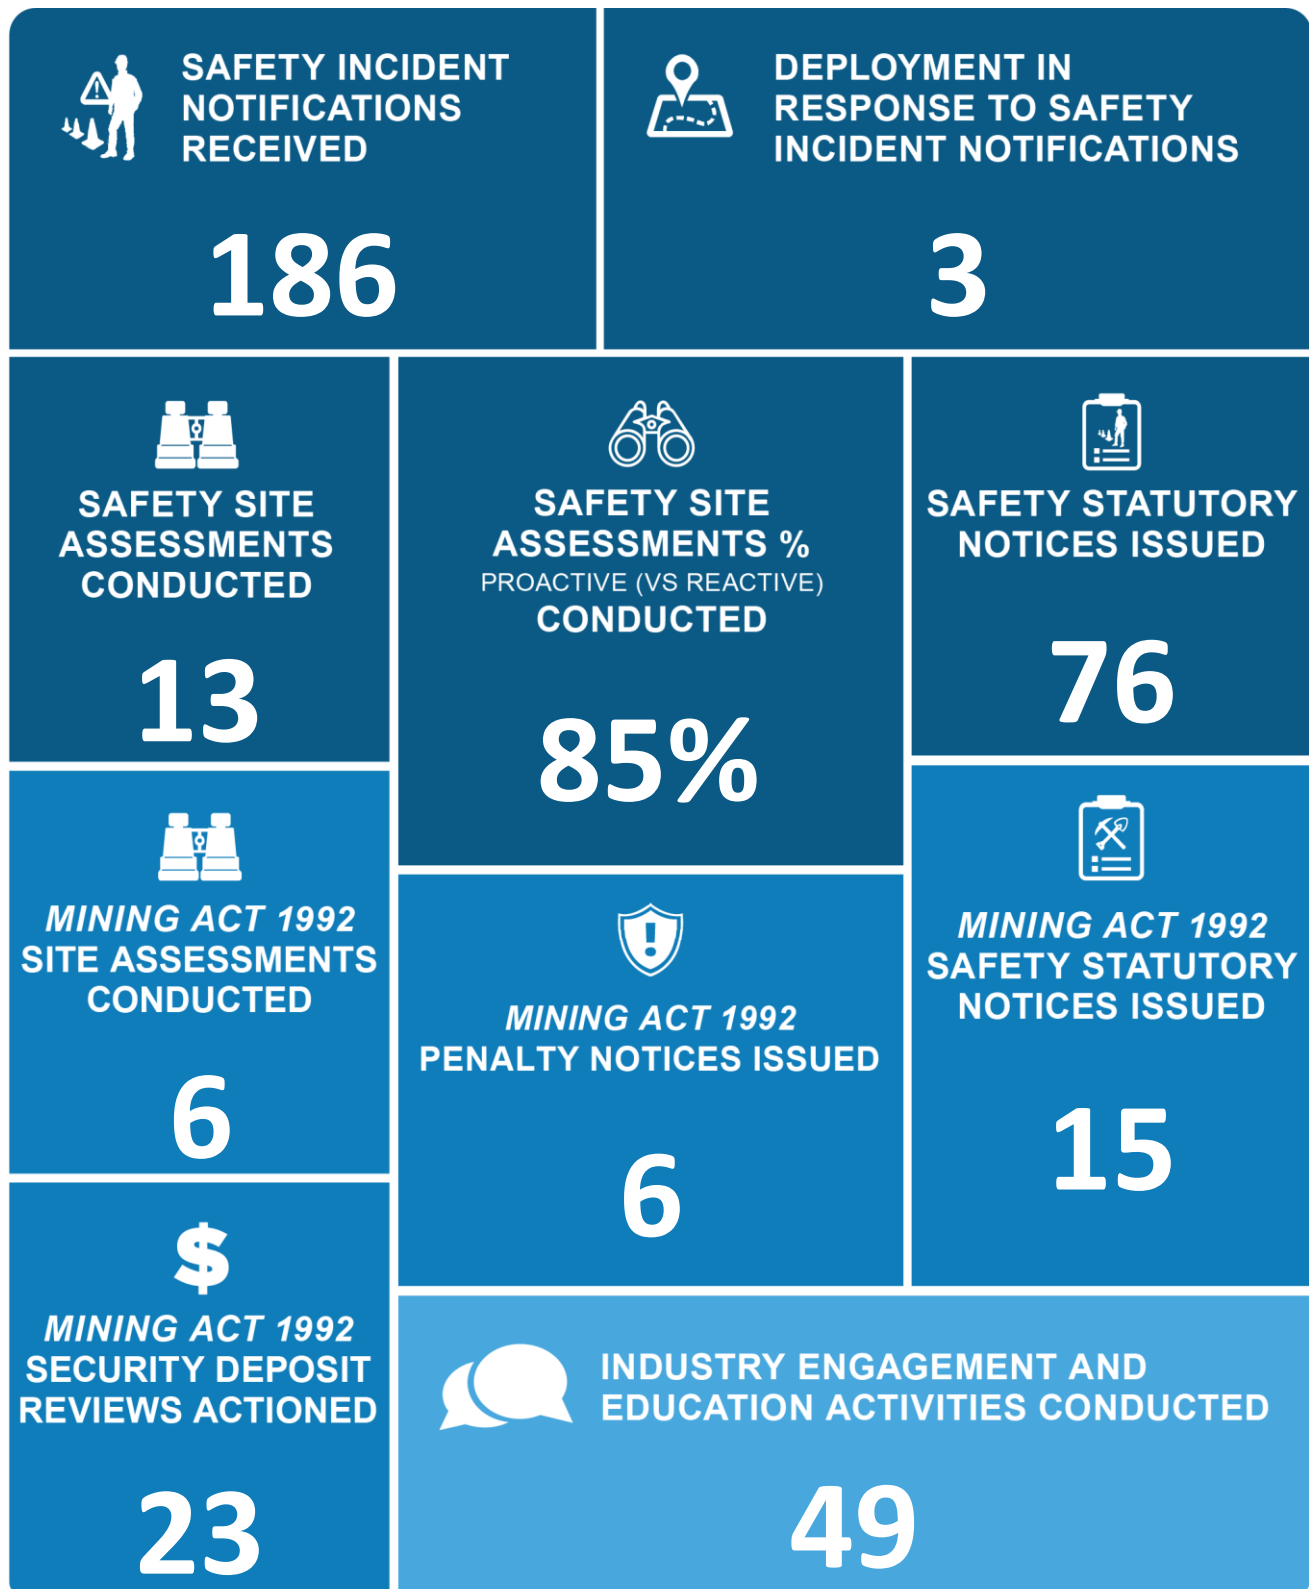 SAFETY INCIDENT
NOTIFICATIONS
RECEIVED
186
DEPLOYMENT IN
RESPONSE TO SAFETY
INCIDENT NOTIFICATIONS
3
SAFETY SITE
ASSESSMENTS
CONDUCTED
13
SAFETY SITE
ASSESSMENTS %
PROACTIVE (VS REACTIVE)
CONDUCTED
85%
SAFETY STATUTORY
NOTICES ISSUED
76
MINING ACT 1992
SITE ASSESSMENTS
CONDUCTED
6
MINING ACT 1992
PENALTY NOTICES ISSUED
6
MINING ACT 1992
SAFETY STATUTORY
NOTICES ISSUED
15
$
MINING ACT 1992
SECURITY DEPOSIT
REVIEWS ACTIONED
23
INDUSTRY ENGAGEMENT AND
EDUCATION ACTIVITIES CONDUCTED
49